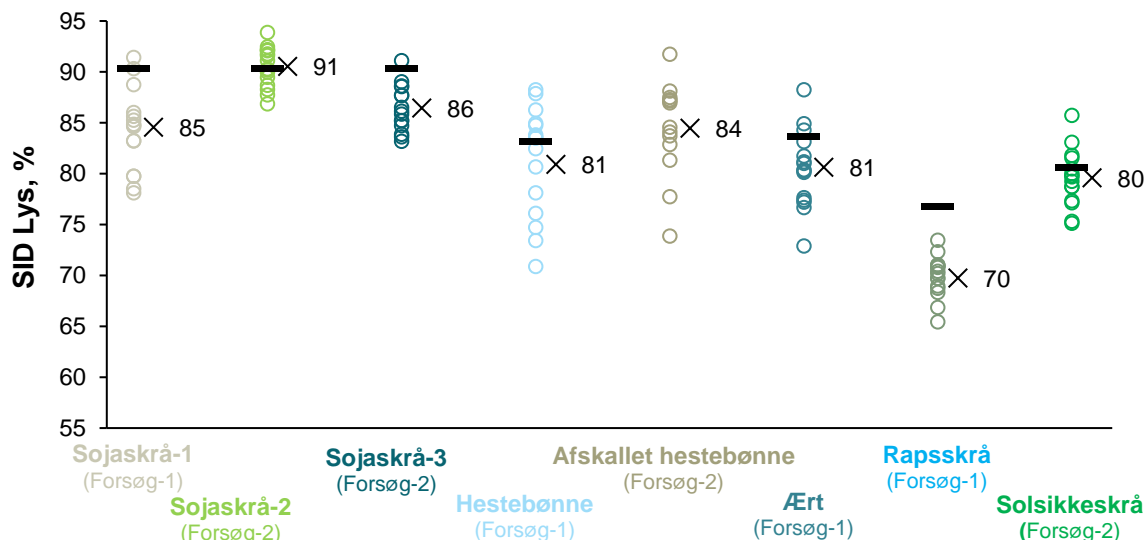 SID Lys, %
95
90
85
80
75
70
65
60
55
85
91
86
81
84
81
70
80
Sojaskrå-1
(Forsøg-1)
Sojaskrå-2
(Forsøg-2)
Sojaskrå-3
(Forsøg-2)
Hestebønne
(Forsøg-1)
Afskallet hestebønne
(Forsøg-2)
Ært
(Forsøg-1)
Rapsskrå
(Forsøg-1)
Solsikkeskrå
(Forsøg-2)